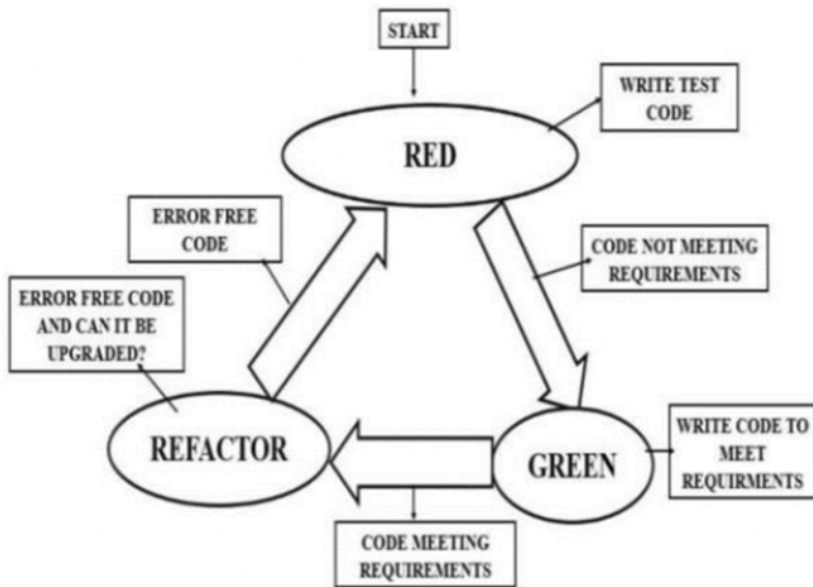 START
WRITE TEST
CODE
RED
ERROR FREE
CODE
CODE NOT MEETING
REQUIREMENTS
ERROR FREE CODE
AND CAN IT BE
UPGRADED?
REFACTOR
GREEN
WRITE CODE TO
MEET
REQUIRMENTS
CODE MEETING
REQUIREMENTS